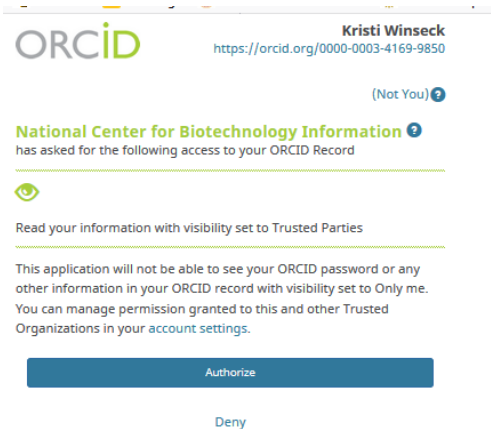 ORCID
Kristi Winseck
https://orcid.org/0000-0003-4169-9850
(Not You)?
National Center for Biotechnology Information ?
has asked for the following access to your ORCID Record
Read your information with visibility set to Trusted Parties
This application will not be able to see your ORCID password or any
other information in your ORCID record with visibility set to Only me.
You can manage permission granted to this and other Trusted
Organizations in your account settings.
Authorize
Deny